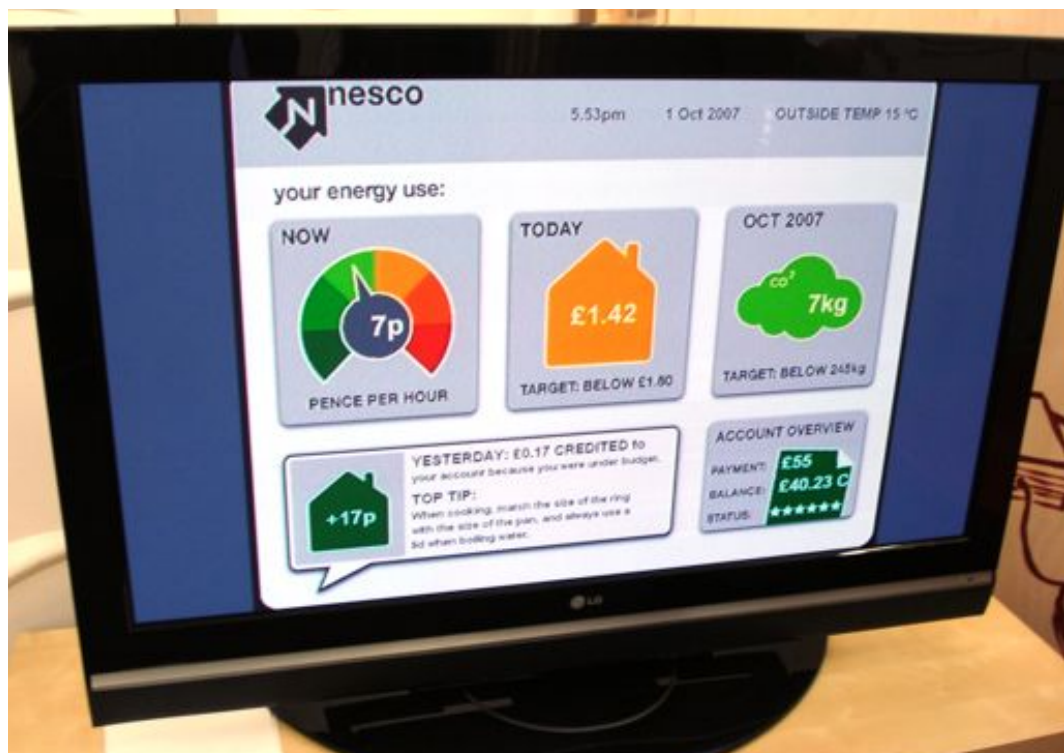 N nesco
5.53pm 1 Oct 2007 OUTSIDE TEMP 15 °C
your energy use:
NOW
7p
PENCE PER HOUR
TODAY
£1.42
TARGET: BELOW £1.80
OCT 2007
CO²
7kg
TARGET: BELOW 245kg
+17p
YESTERDAY: £0.17 CREDITED to
your account because you were under budget.
TOP TIP:
When cooking, match the size of the ring
with the size of the pan, and always use a
lid when boiling water.
ACCOUNT OVERVIEW
PAYMENT: £55
BALANCE: £40.23 C
STATUS: ★★★★★★
LG